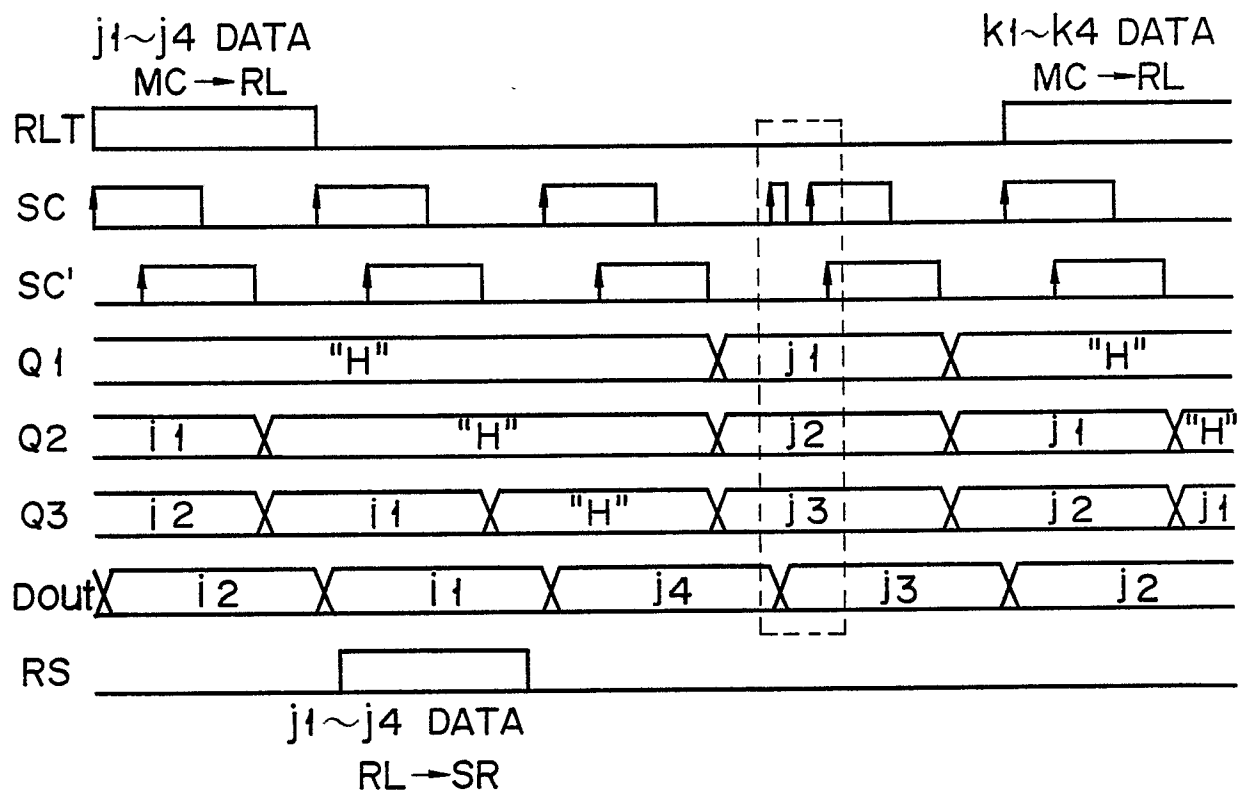 j1~j4 DATA
MC→RL
k1~k4 DATA
MC→RL
RLT
SC
SC'
Q1 "H" j1 "H"
Q2 i1 "H" j2 j1 "H"
Q3 i2 i1 "H" j3 j2 j1
Dout i2 i1 j4 j3 j2
RS
j1~j4 DATA
RL→SR